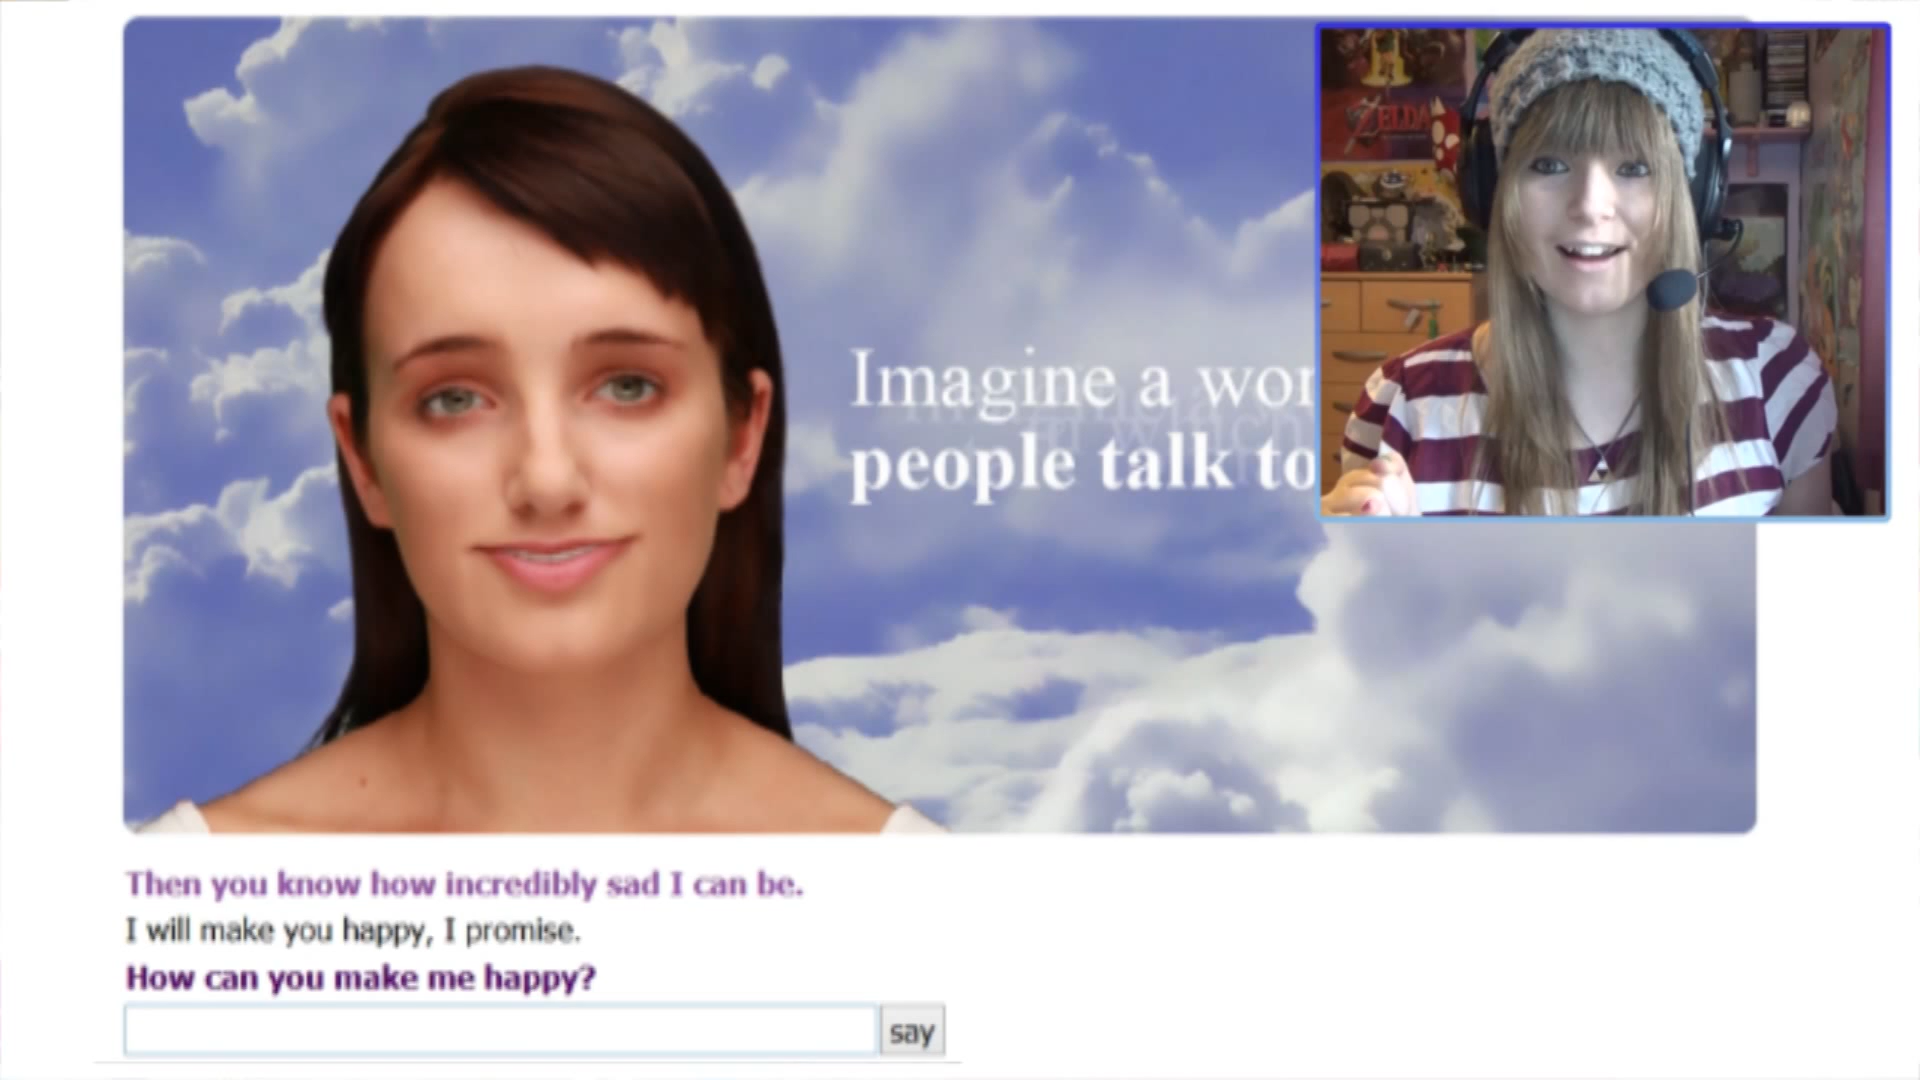 Imagine a wor
people talk to
ZELDA
Then you know how incredibly sad I can be.
I will make you happy, I promise.
How can you make me happy?
say